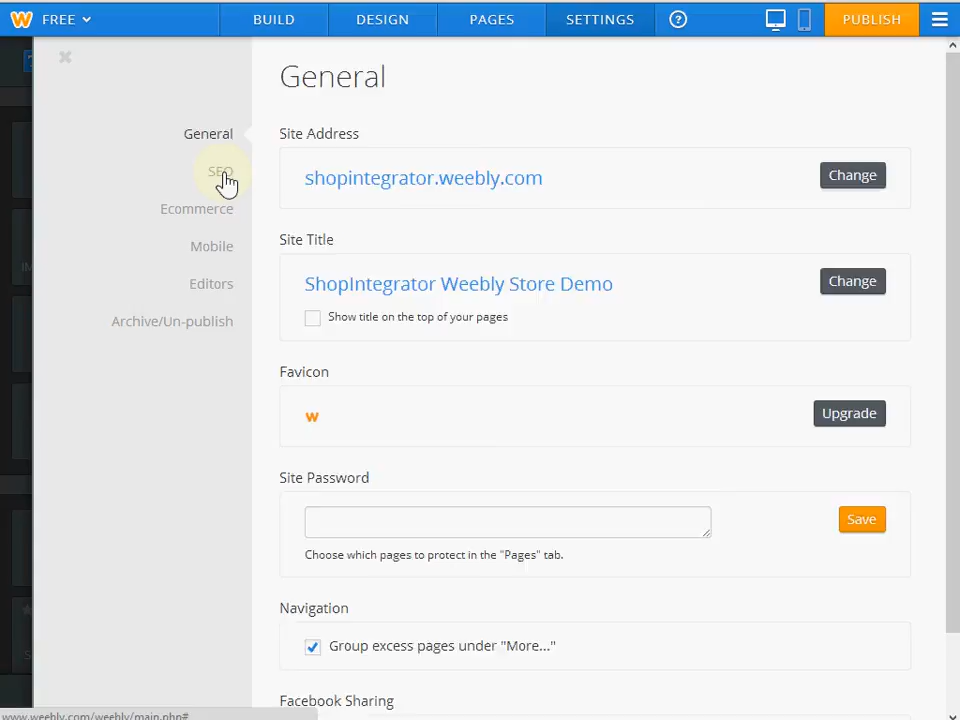 FREE
BUILD
DESIGN
PAGES
SETTINGS
?
PUBLISH
General
General
SEO
Ecommerce
Mobile
Editors
Archive/Un-publish
Site Address
shopintegrator.weebly.com
Change
Site Title
ShopIntegrator Weebly Store Demo
Change
Show title on the top of your pages
Favicon
Upgrade
Site Password
Save
Choose which pages to protect in the "Pages" tab.
Navigation
Group excess pages under "More..."
Facebook Sharing
www.weebly.com/weebly/main.php#